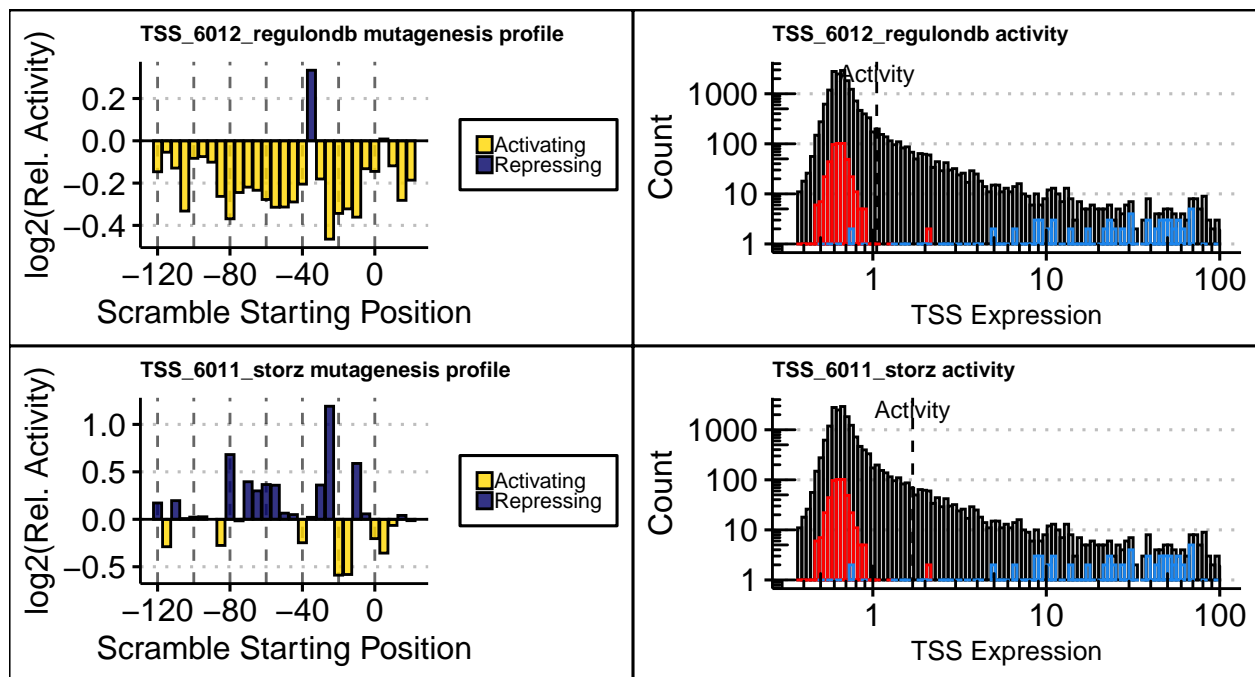 TSS_6012_regulondb mutagenesis profile
log2(Rel. Activity)
0.2
0.0
−0.2
−0.4
−120 −80 −40 0
Scramble Starting Position
Activating
Repressing
TSS_6012_regulondb activity
Activity
Count
1000
100
10
1
1 10 100
TSS Expression
TSS_6011_storz mutagenesis profile
log2(Rel. Activity)
1.0
0.5
0.0
−0.5
−120 −80 −40 0
Scramble Starting Position
Activating
Repressing
TSS_6011_storz activity
Activity
Count
1000
100
10
1
1 10 100
TSS Expression